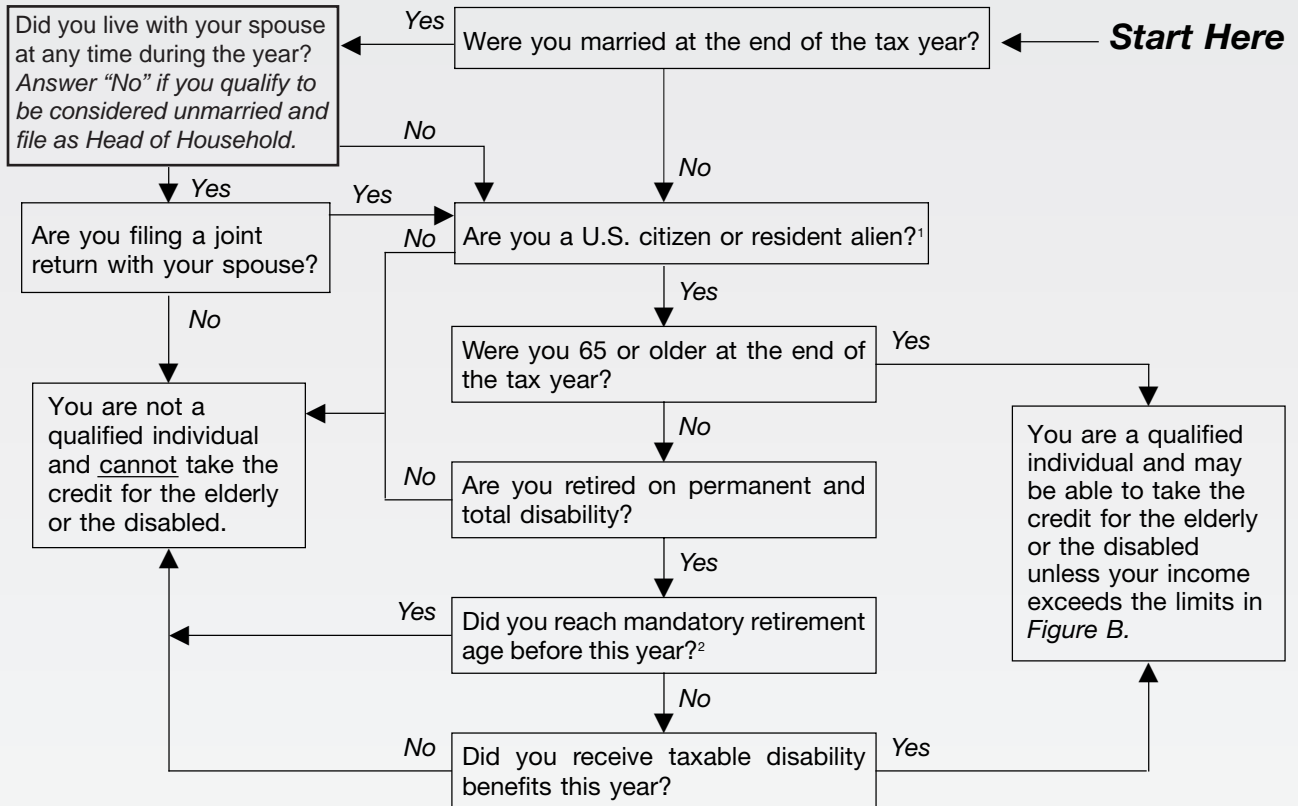 Start Here
Were you married at the end of the tax year?
Yes
No
Did you live with your spouse
at any time during the year?
Answer “No” if you qualify to
be considered unmarried and
file as Head of Household.
No
Yes
Are you filing a joint
return with your spouse?
Yes
No
Are you a U.S. citizen or resident alien?¹
No
Yes
Were you 65 or older at the end of
the tax year?
Yes
No
You are not a
qualified individual
and cannot take the
credit for the elderly
or the disabled.
Are you retired on permanent and
total disability?
No
Yes
You are a qualified
individual and may
be able to take the
credit for the elderly
or the disabled
unless your income
exceeds the limits in
Figure B.
Did you reach mandatory retirement
age before this year?²
Yes
No
Did you receive taxable disability
benefits this year?
No
Yes